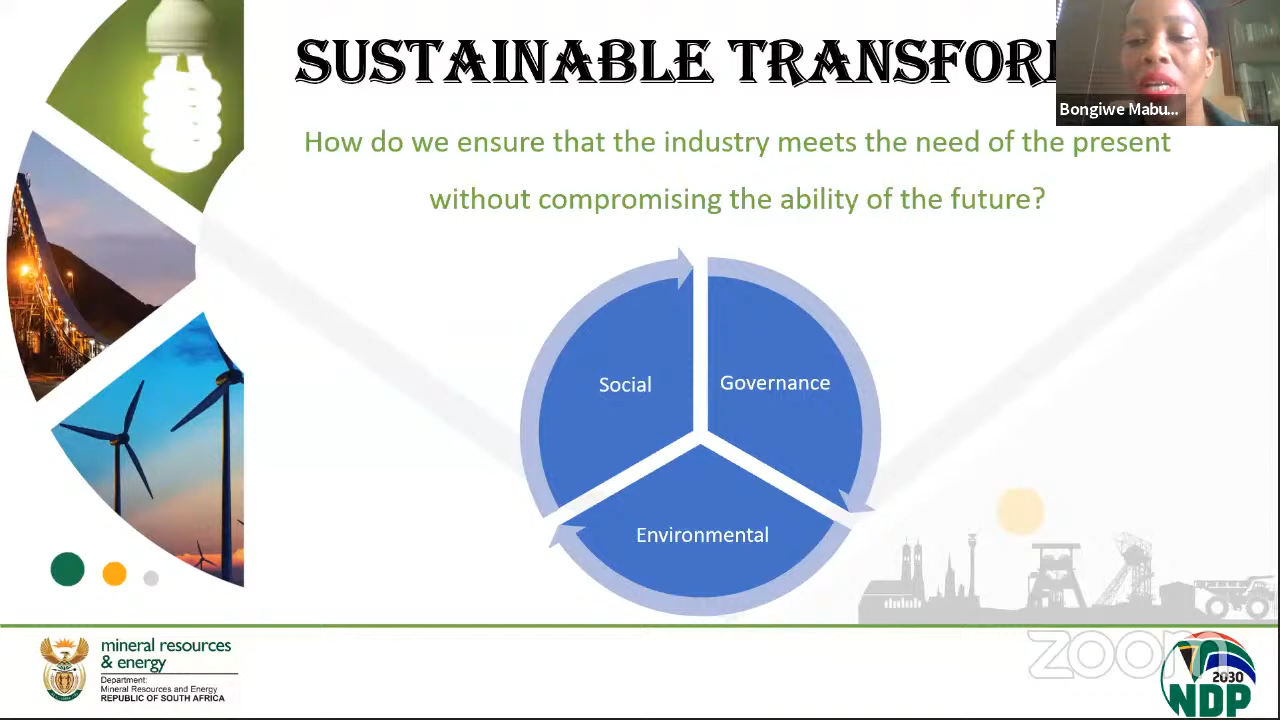 SUSTAINABLE TRANSFOR
Bongiwe Mabu...
How do we ensure that the industry meets the need of the present
without compromising the ability of the future?
Social
Governance
Environmental
mineral resources
& energy
Department:
Mineral Resources and Energy
REPUBLIC OF SOUTH AFRICA
zoom
2030
NDP